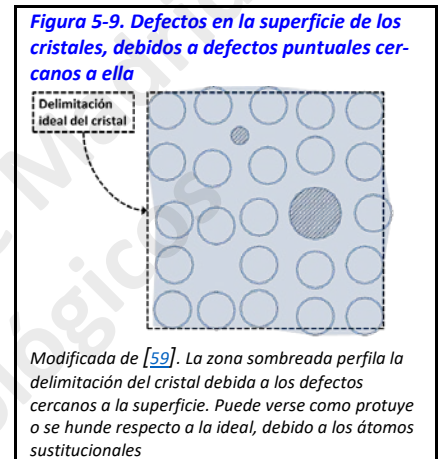 Figura 5-9. Defectos en la superficie de los
cristales, debidos a defectos puntuales cer-
canos a ella
Delimitación
ideal del cristal
Modificada de [59]. La zona sombreada perfila la
delimitación del cristal debida a los defectos
cercanos a la superficie. Puede verse como protuye
o se hunde respecto a la ideal, debido a los átomos
sustitucionales